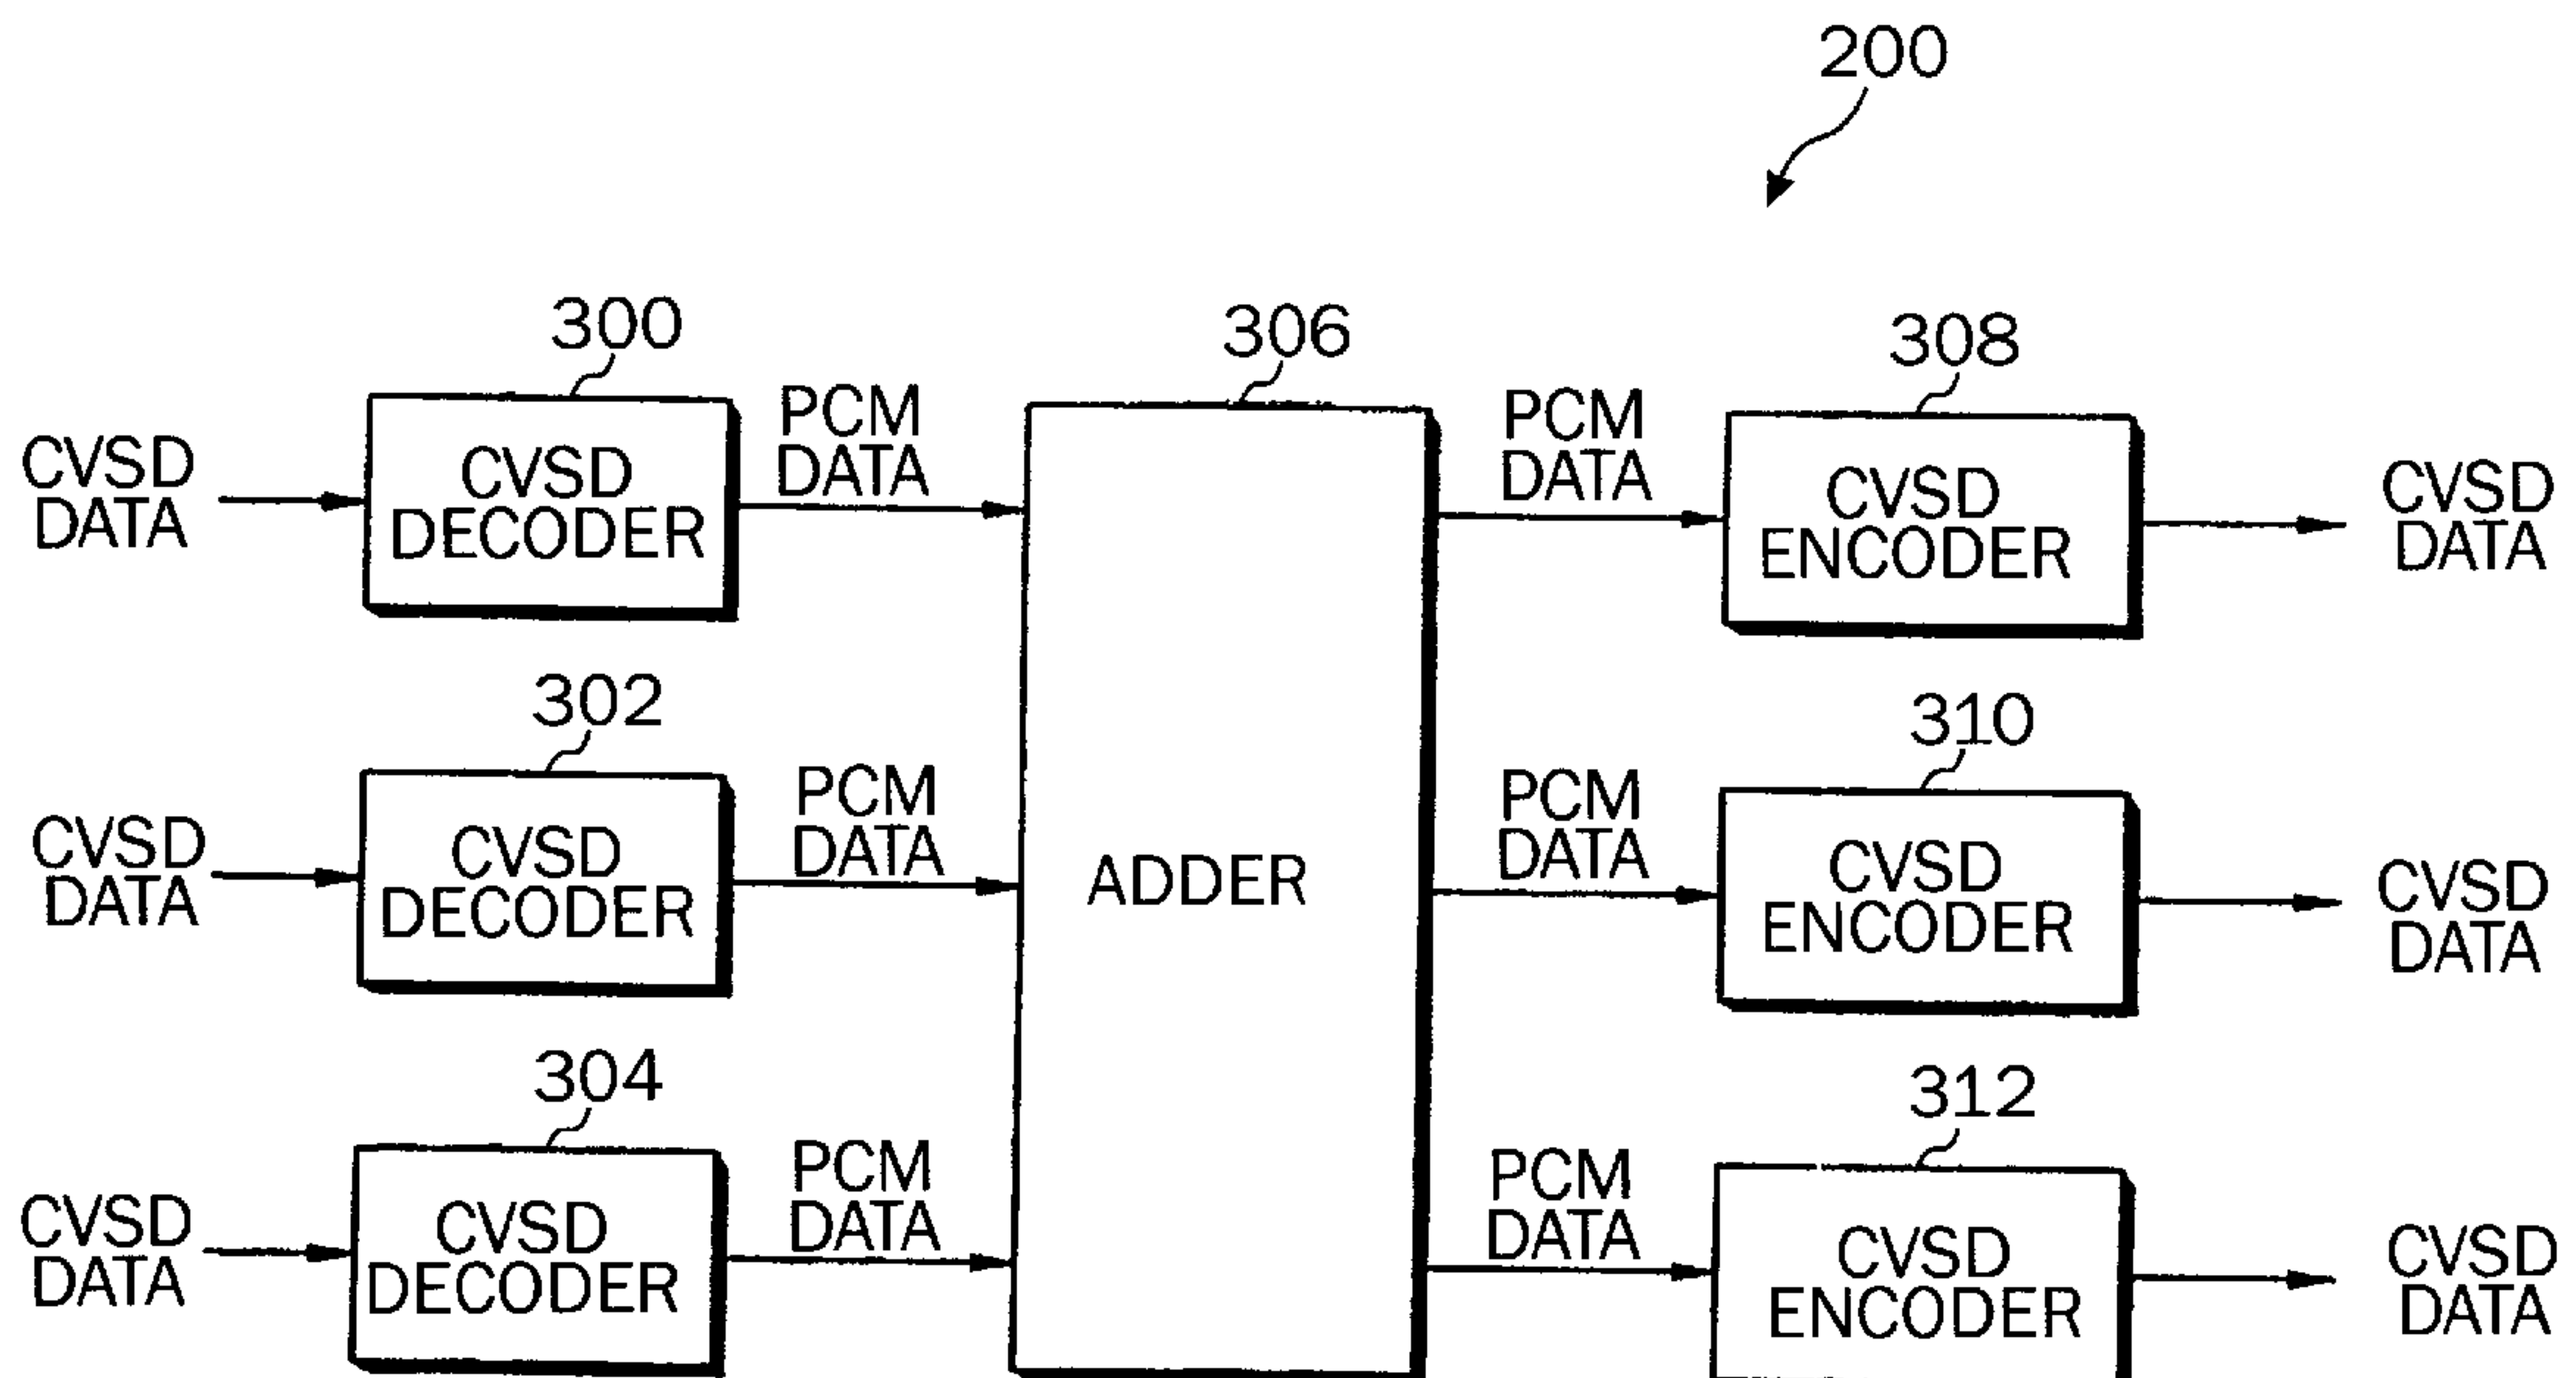 200
300
306
308
CVSD
DATA
CVSD
DECODER
PCM
DATA
PCM
DATA
CVSD
ENCODER
CVSD
DATA
302
310
CVSD
DATA
CVSD
DECODER
PCM
DATA
ADDER
PCM
DATA
CVSD
ENCODER
CVSD
DATA
304
312
CVSD
DATA
CVSD
DECODER
PCM
DATA
PCM
DATA
CVSD
ENCODER
CVSD
DATA